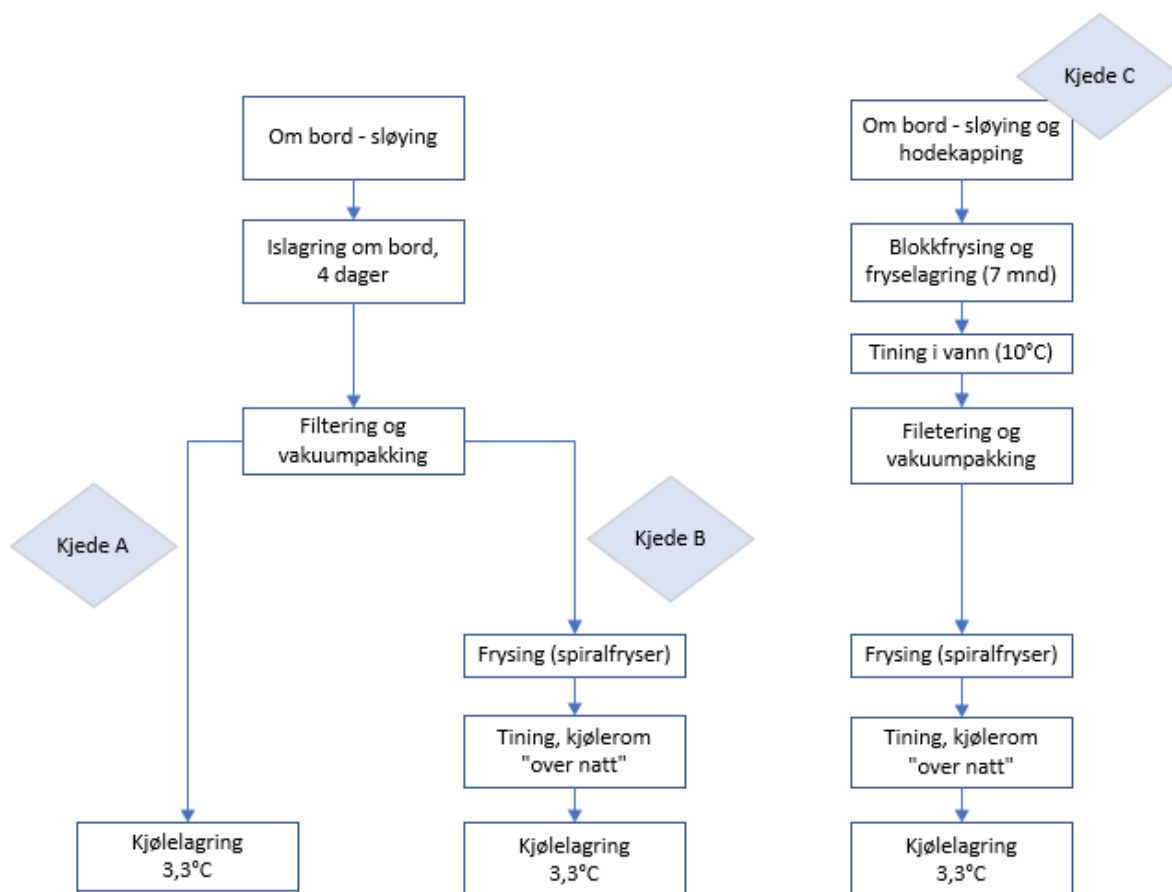 Kjede C
Om bord - sløying
Om bord - sløying og
hodekapping
Islagring om bord,
4 dager
Blokkfrysing og
fryselagring (7 mnd)
Tining i vann (10°C)
Filtering og
vakuumpakking
Filetering og
vakuumpakking
Kjede A
Kjede B
Frysing (spiralfryser)
Frysing (spiralfryser)
Tining, kjølerom
"over natt"
Tining, kjølerom
"over natt"
Kjølelagring
3,3°C
Kjølelagring
3,3°C
Kjølelagring
3,3°C